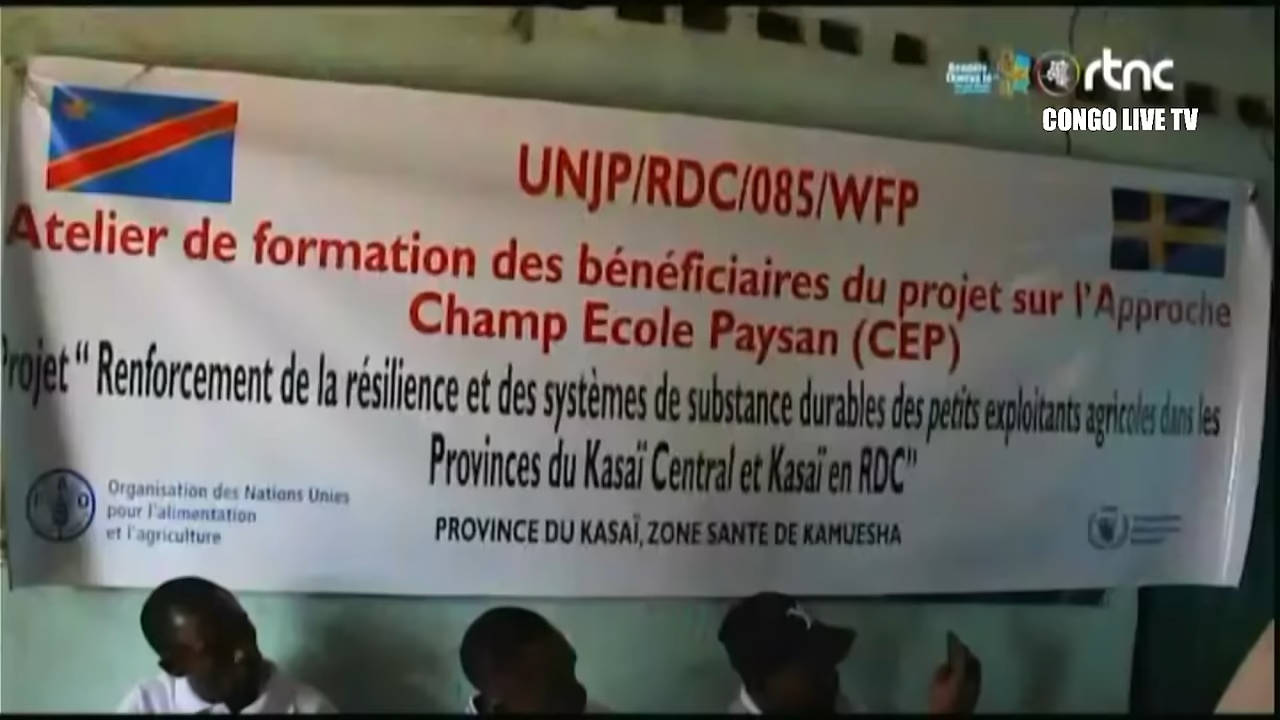 rtnc
CONGO LIVE TV
UNJP/RDC/085/WFP
Atelier de formation des bénéficiaires du projet sur l'Approche
Champ Ecole Paysan (CEP)
Projet “ Renforcement de la résilience et des systèmes de substance durables des petits exploitants agricoles dans les
Provinces du Kasaï Central et Kasaï en RDC”
PROVINCE DU KASAÏ, ZONE SANTE DE KAMUESHA
Organisation des Nations Unies
pour l'alimentation
et l'agriculture